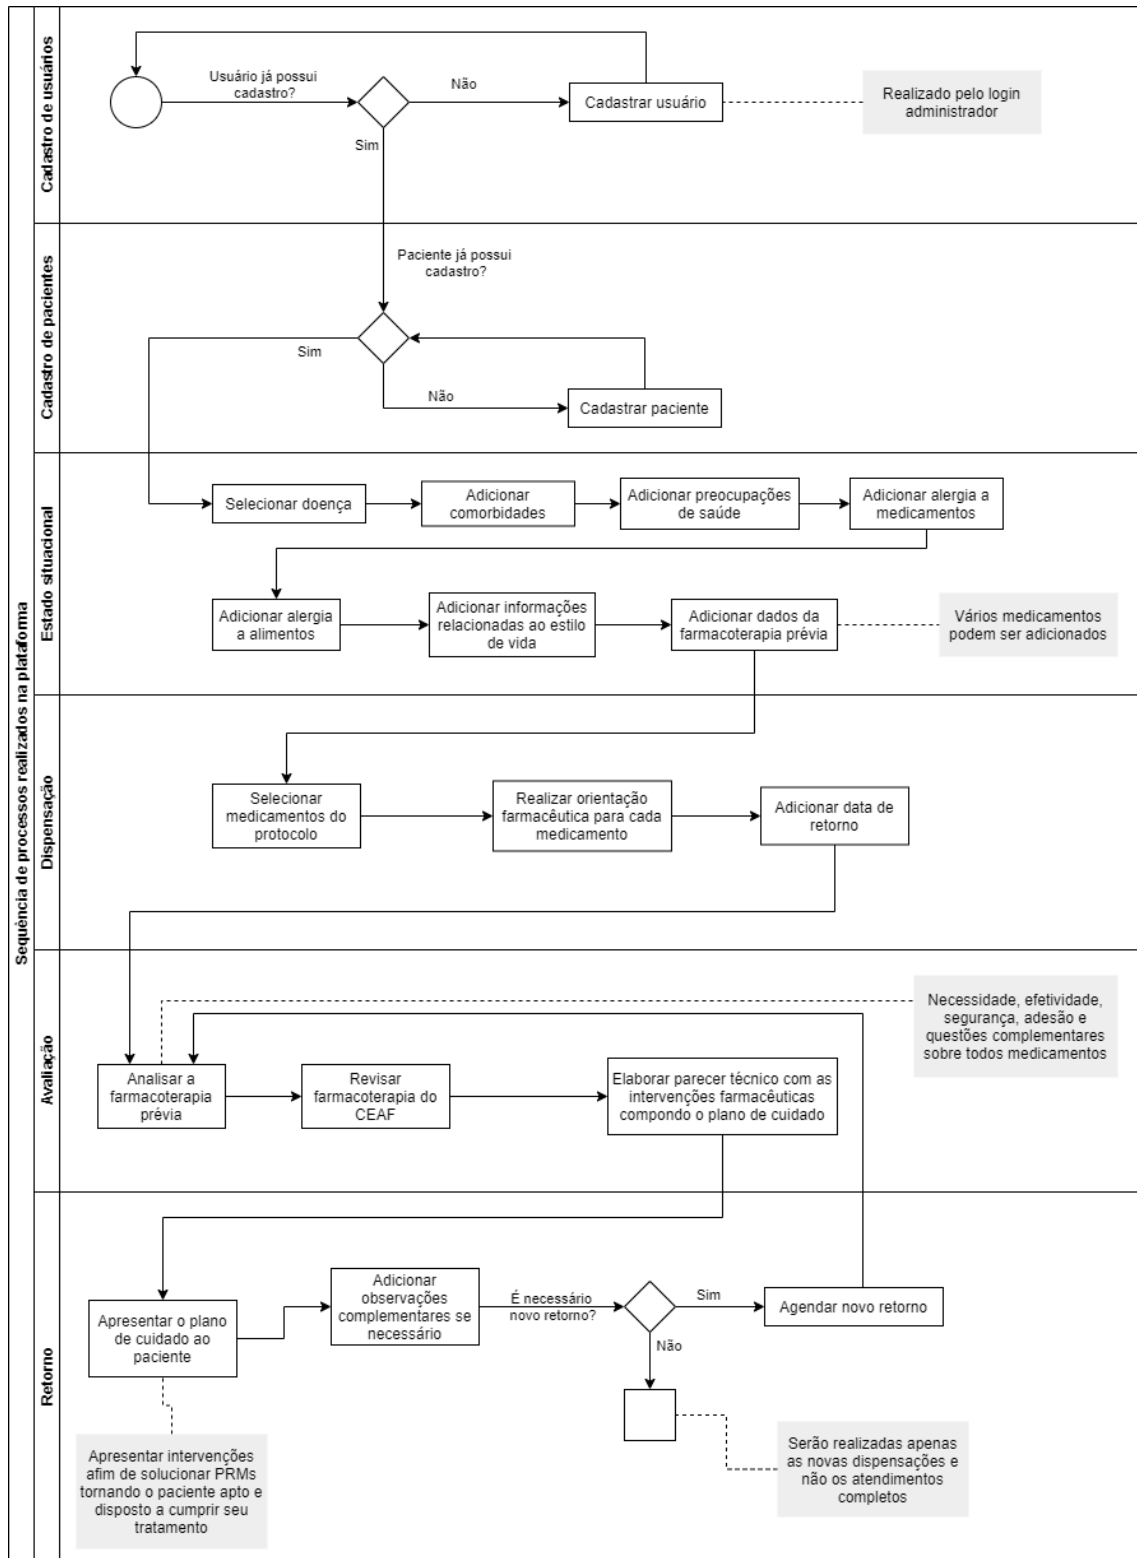 Sequência de processos realizados na plataforma
Cadastro de usuários
Usuário já possui
cadastro?
Não
Cadastrar usuário
Realizado pelo login
administrador
Sim
Cadastro de pacientes
Paciente já possui
cadastro?
Sim
Não
Cadastrar paciente
Estado situacional
Selecionar doença
Adicionar
comorbidades
Adicionar preocupações
de saúde
Adicionar alergia a
medicamentos
Adicionar alergia
a alimentos
Adicionar informações
relacionadas ao estilo
de vida
Adicionar dados da
farmacoterapia prévia
Vários medicamentos
podem ser adicionados
Dispensação
Selecionar
medicamentos do
protocolo
Realizar orientação
farmacêutica para cada
medicamento
Adicionar data de
retorno
Avaliação
Necessidade, efetividade,
segurança, adesão e
questões complementares
sobre todos medicamentos
Analisar a
farmacoterapia
prévia
Revisar
farmacoterapia do
CEAF
Elaborar parecer técnico com as
intervenções farmacêuticas
compondo o plano de cuidado
Retorno
Apresentar o plano
de cuidado ao
paciente
Adicionar
observações
complementares se
necessário
É necessário
novo retorno?
Sim
Agendar novo retorno
Não
Apresentar intervenções
afim de solucionar PRMs
tornando o paciente apto e
disposto a cumprir seu
tratamento
Serão realizadas apenas
as novas dispensações e
não os atendimentos
completos